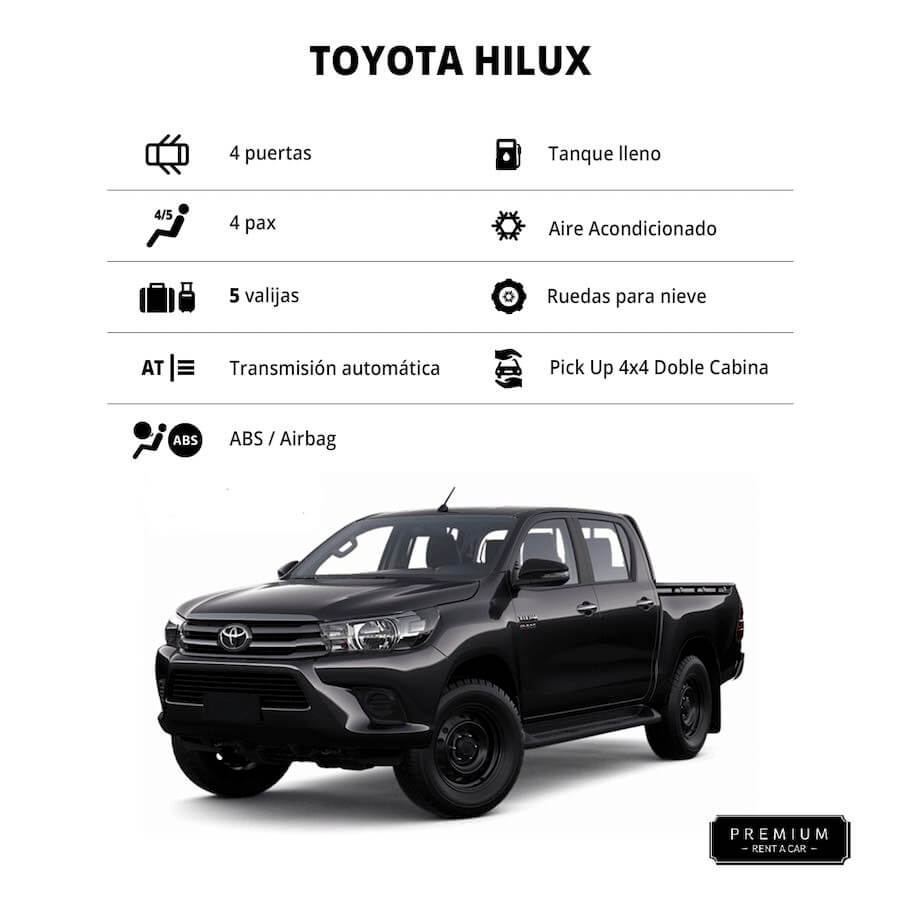 TOYOTA HILUX
4 puertas
Tanque lleno
4/5
4 pax
Aire Acondicionado
5 valijas
Ruedas para nieve
AT
Transmisión automática
Pick Up 4x4 Doble Cabina
ABS
ABS / Airbag
PREMIUM
– RENT A CAR –